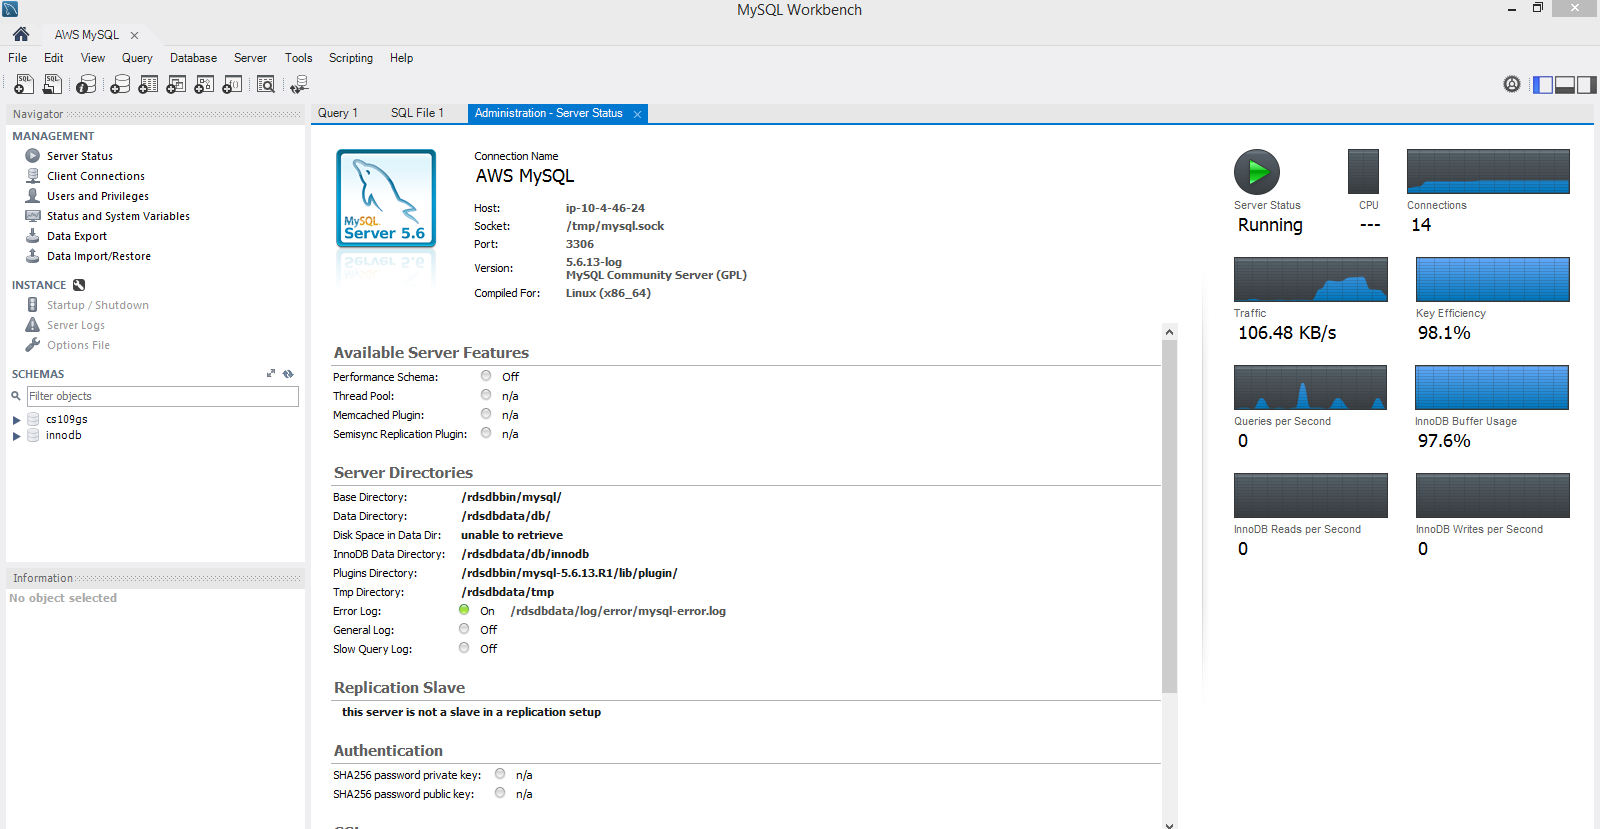 MySQL Workbench
AWS MySQL
File Edit View Query Database Server Tools Scripting Help
Navigator
MANAGEMENT
Server Status
Client Connections
Users and Privileges
Status and System Variables
Data Export
Data Import/Restore
INSTANCE
Startup / Shutdown
Server Logs
Options File
SCHEMAS
Filter objects
cs109gs
innodb
Information
No object selected
Query 1 SQL File 1 Administration - Server Status
MySQL
Server 5.6
Connection Name
AWS MySQL
Host: ip-10-4-46-24
Socket: /tmp/mysql.sock
Port: 3306
Version: 5.6.13-log
MySQL Community Server (GPL)
Compiled For: Linux (x86_64)
Available Server Features
Performance Schema: Off
Thread Pool: n/a
Memcached Plugin: n/a
Semisync Replication Plugin: n/a
Server Directories
Base Directory: /rdsdbbin/mysql/
Data Directory: /rdsdbdata/db/
Disk Space in Data Dir: unable to retrieve
InnoDB Data Directory: /rdsdbdata/db/innodb
Plugins Directory: /rdsdbbin/mysql-5.6.13.R1/lib/plugin/
Tmp Directory: /rdsdbdata/tmp
Error Log: On /rdsdbdata/log/error/mysql-error.log
General Log: Off
Slow Query Log: Off
Replication Slave
this server is not a slave in a replication setup
Authentication
SHA256 password private key: n/a
SHA256 password public key: n/a
Server Status CPU Connections
Running --- 14
Traffic Key Efficiency
106.48 KB/s 98.1%
Queries per Second InnoDB Buffer Usage
0 97.6%
InnoDB Reads per Second InnoDB Writes per Second
0 0